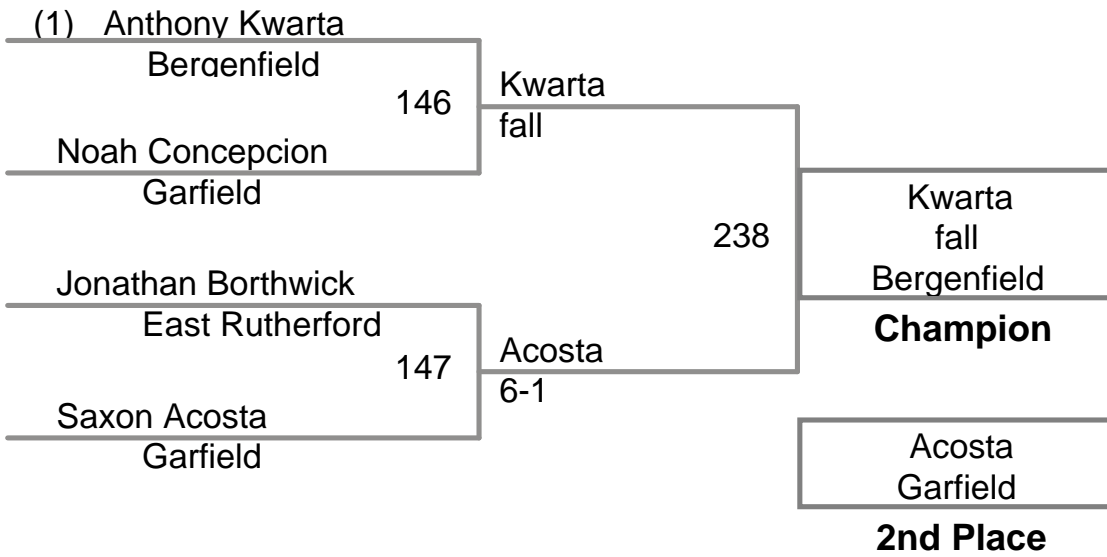 (1) Anthony Kwarta
Bergenfield
146
Kwarta
fall
Noah Concepcion
Garfield
238
Kwarta
fall
Bergenfield
Champion
Jonathan Borthwick
East Rutherford
147
Acosta
6-1
Saxon Acosta
Garfield
Acosta
Garfield
2nd Place